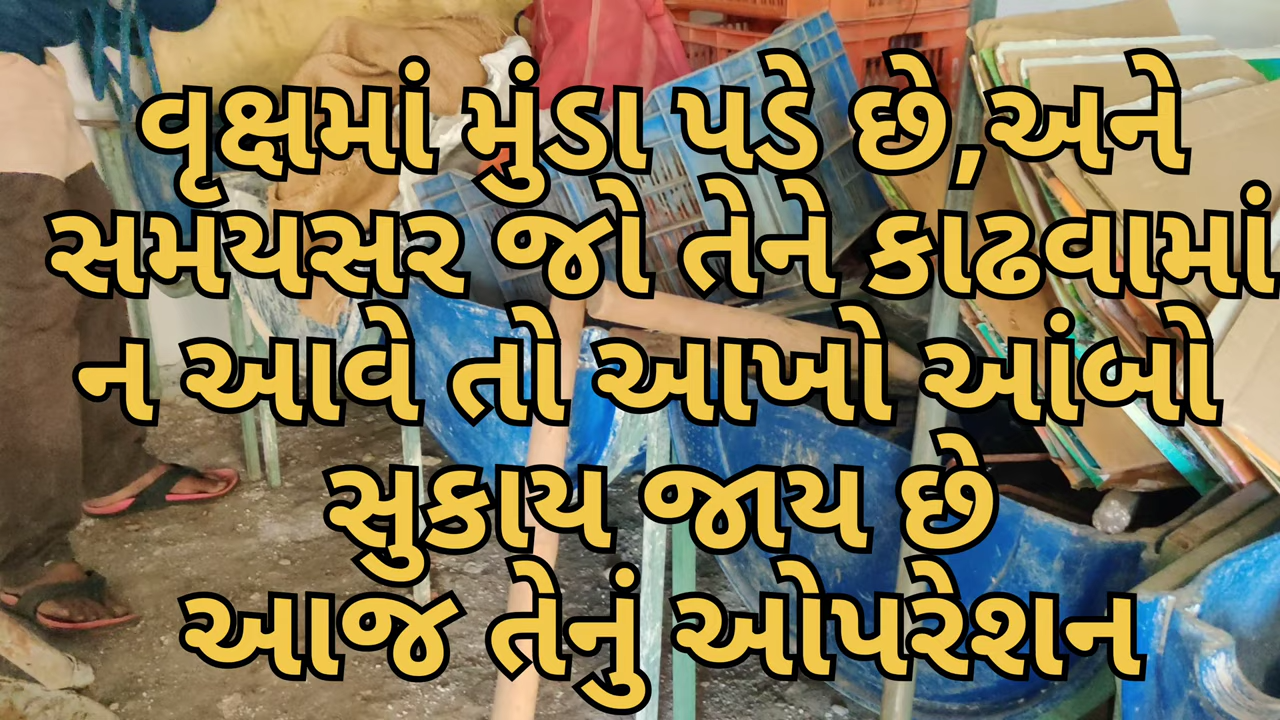 વૃક્ષમાં મુંડા પડે છે,અને
સમયસર જો તેને કાઢવામાં
ન આવે તો આખો આંબો
સુકાય જાય છે
આજ તેનું ઓપરેશન